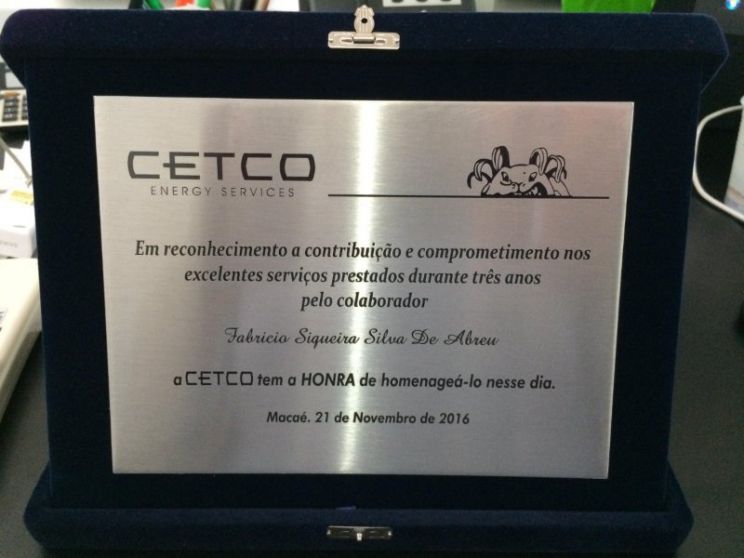 CETCO
ENERGY SERVICES
Em reconhecimento a contribuição e comprometimento nos
excelentes serviços prestados durante três anos
pelo colaborador
Fabricio Siqueira Silva De Abreu
a CETCO tem a HONRA de homenageá-lo nesse dia.
Macaé. 21 de Novembro de 2016